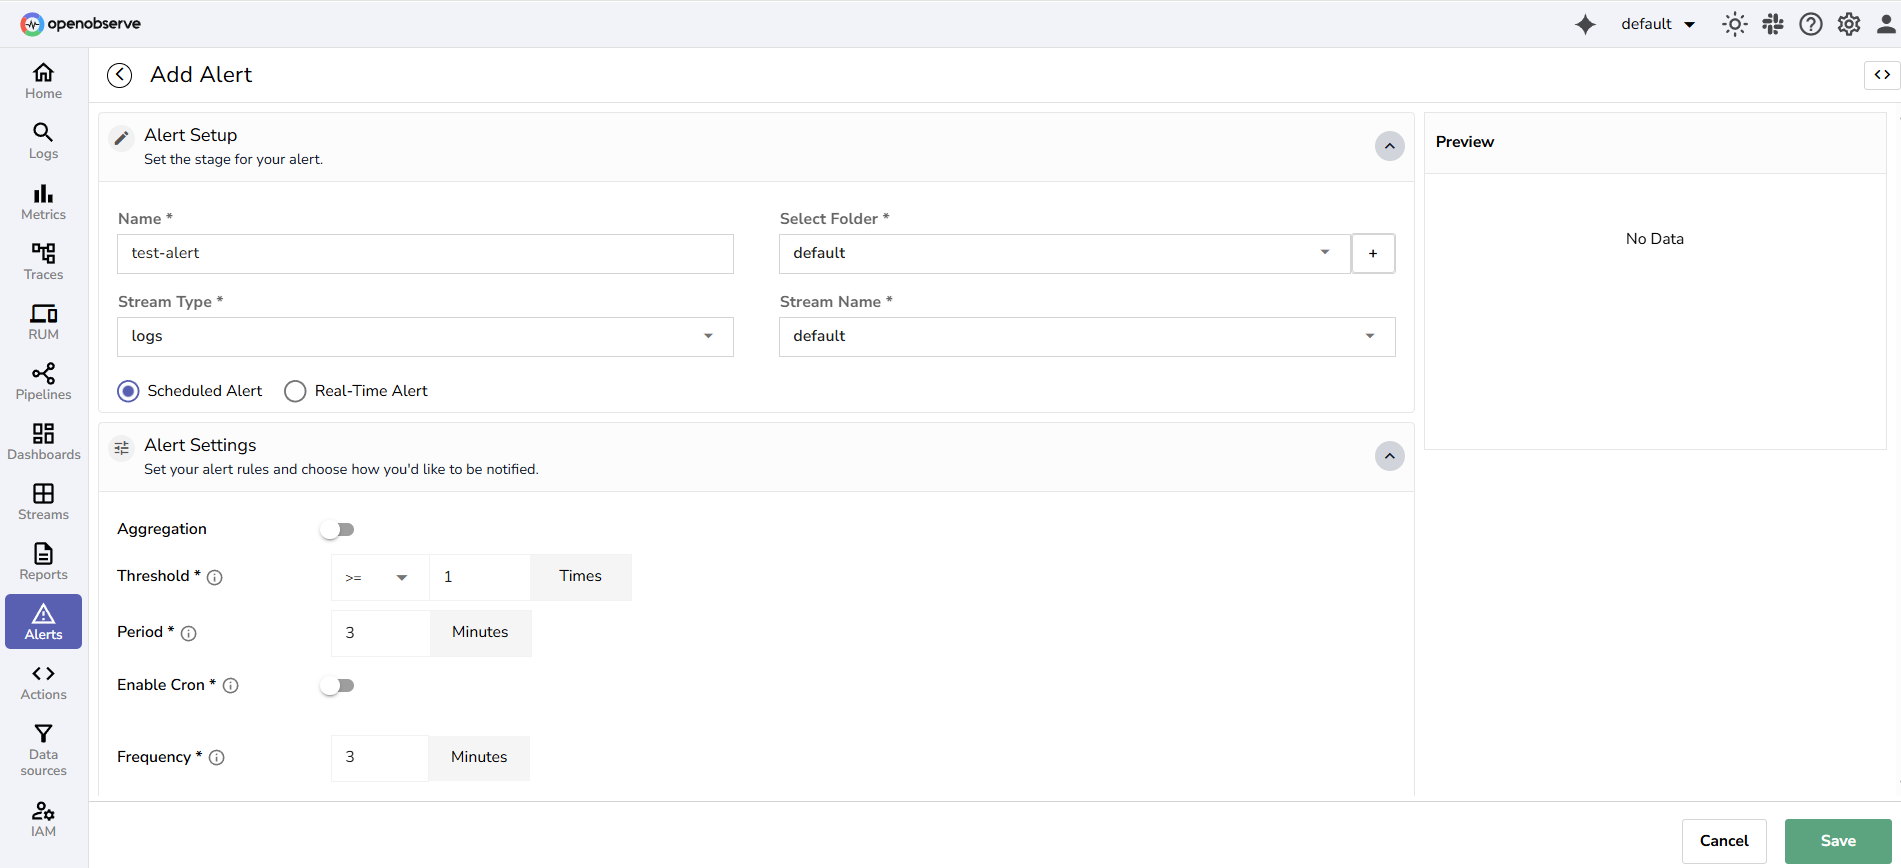 openobserve
default
Home
Logs
Metrics
Traces
RUM
Pipelines
Dashboards
Streams
Reports
Alerts
Actions
Data
sources
IAM
Add Alert
Alert Setup
Set the stage for your alert.
Name *
Select Folder *
test-alert
default
+
Stream Type *
Stream Name *
logs
default
Scheduled Alert
Real-Time Alert
Alert Settings
Set your alert rules and choose how you'd like to be notified.
Aggregation
Threshold *
>=
1
Times
Period *
3
Minutes
Enable Cron *
Frequency *
3
Minutes
Preview
No Data
Cancel
Save